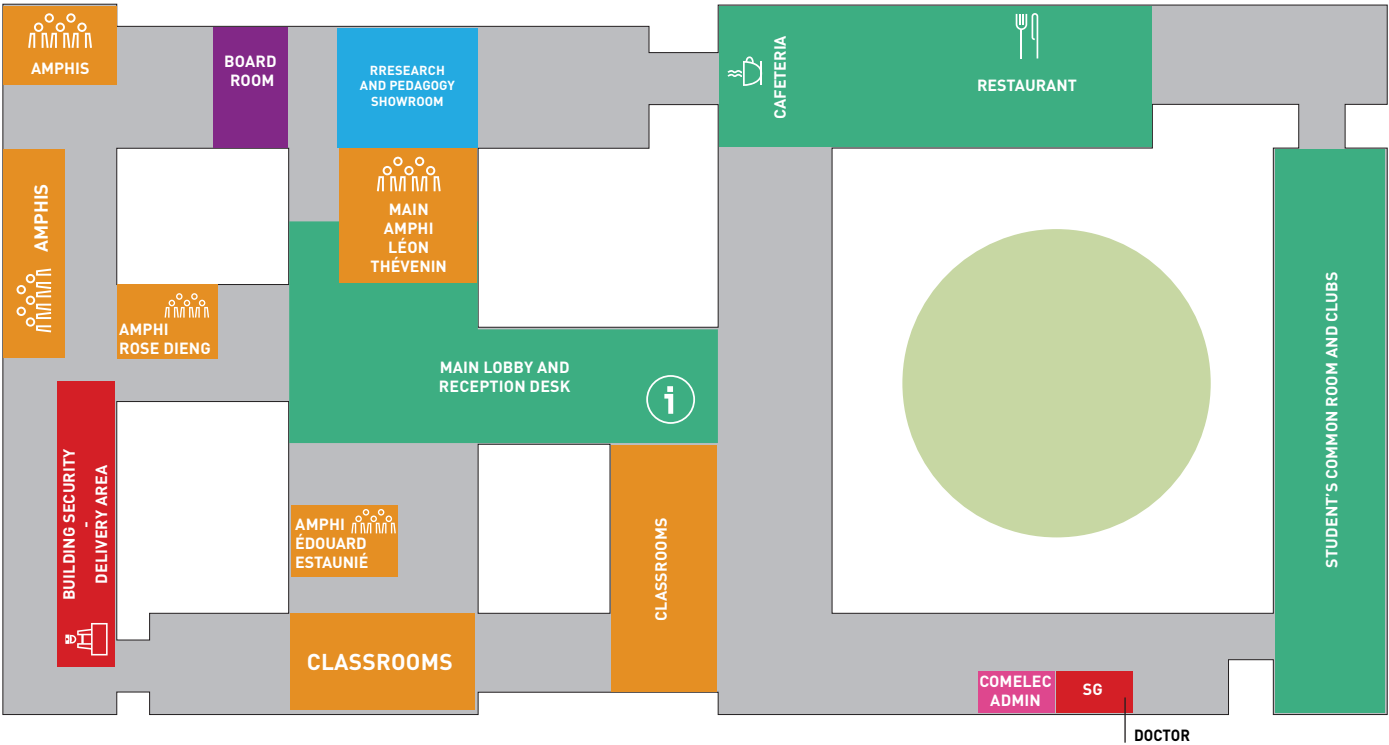 AMPHIS
BOARD
ROOM
RRESEARCH
AND PEDAGOGY
SHOWROOM
CAFETERIA
RESTAURANT
AMPHIS
MAIN
AMPHI
LÉON
THÉVENIN
AMPHI
ROSE DIENG
MAIN LOBBY AND
RECEPTION DESK
i
STUDENT'S COMMON ROOM AND CLUBS
BUILDING SECURITY
-
DELIVERY AREA
AMPHI
ÉDOUARD
ESTAUNIÉ
CLASSROOMS
CLASSROOMS
COMELEC
ADMIN
SG
DOCTOR